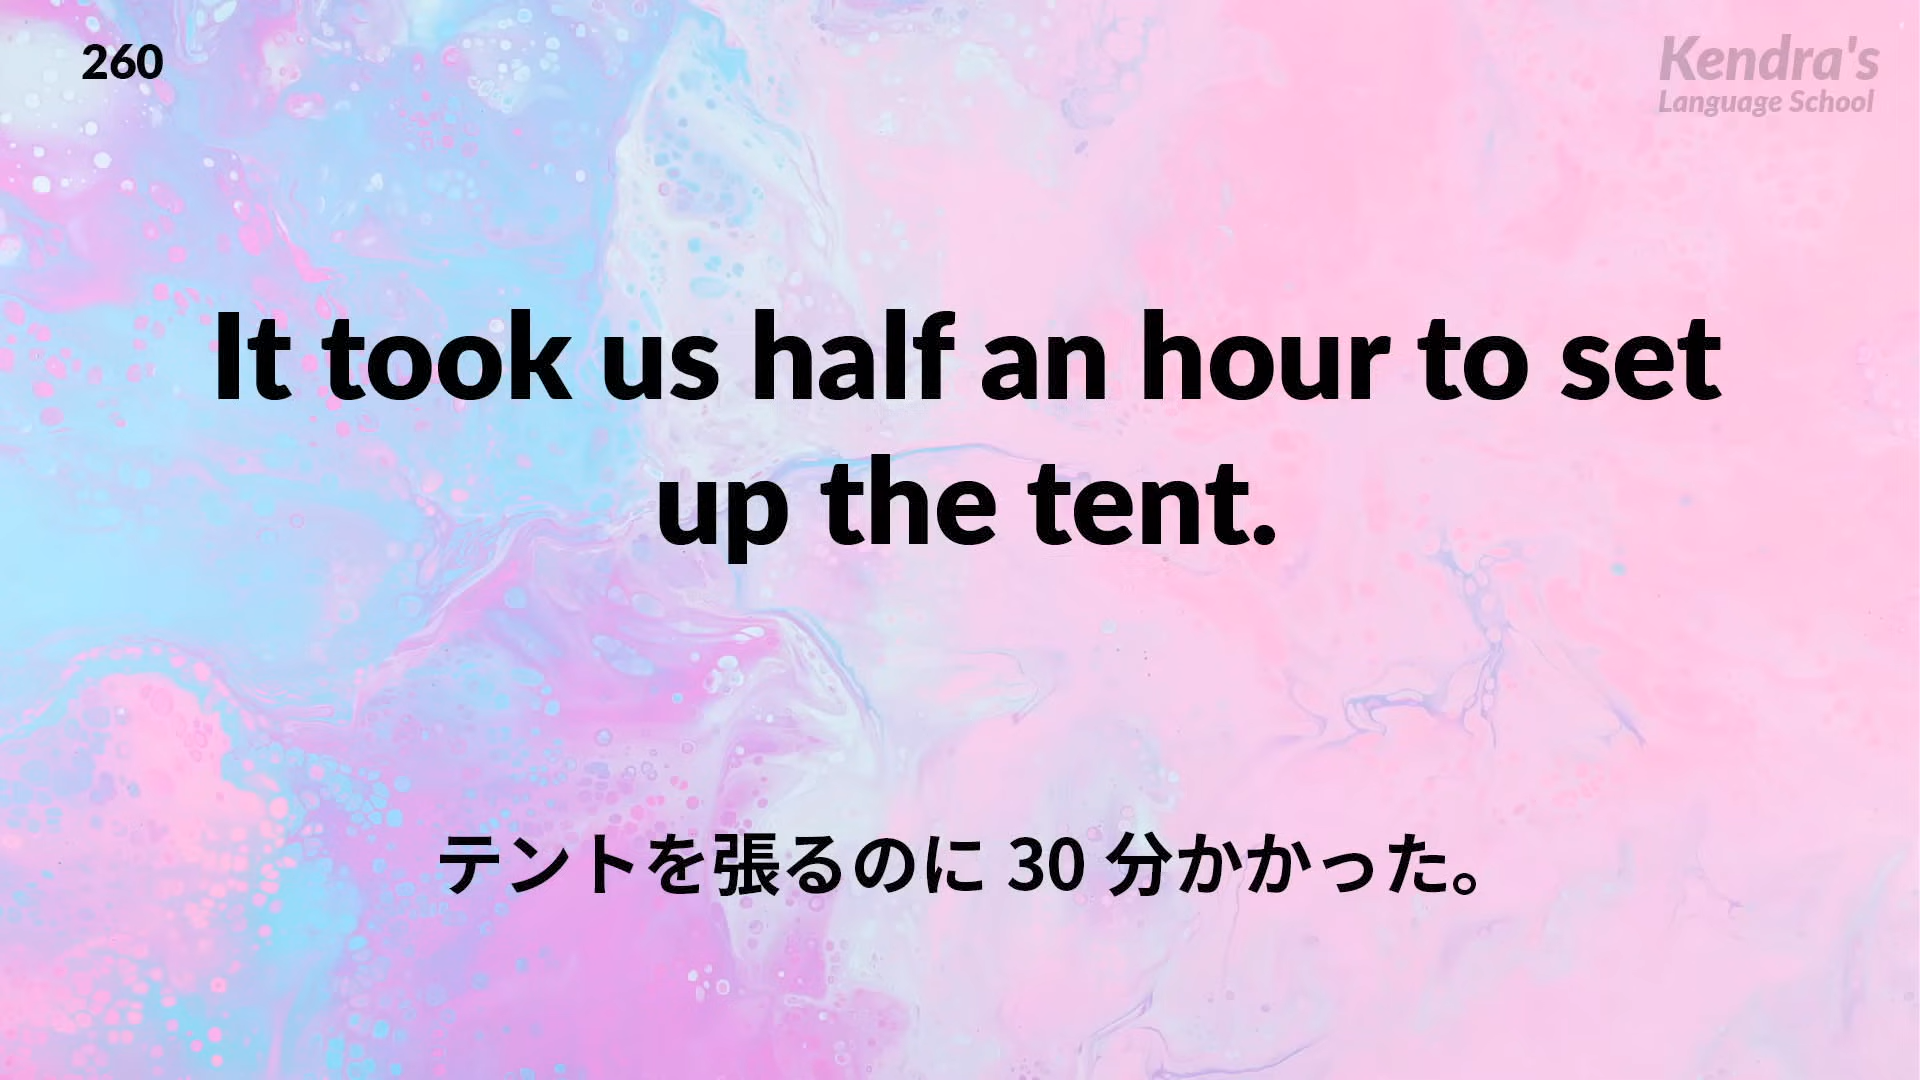 260
Kendra's
Language School
It took us half an hour to set
up the tent.
テントを張るのに 30 分かかった。